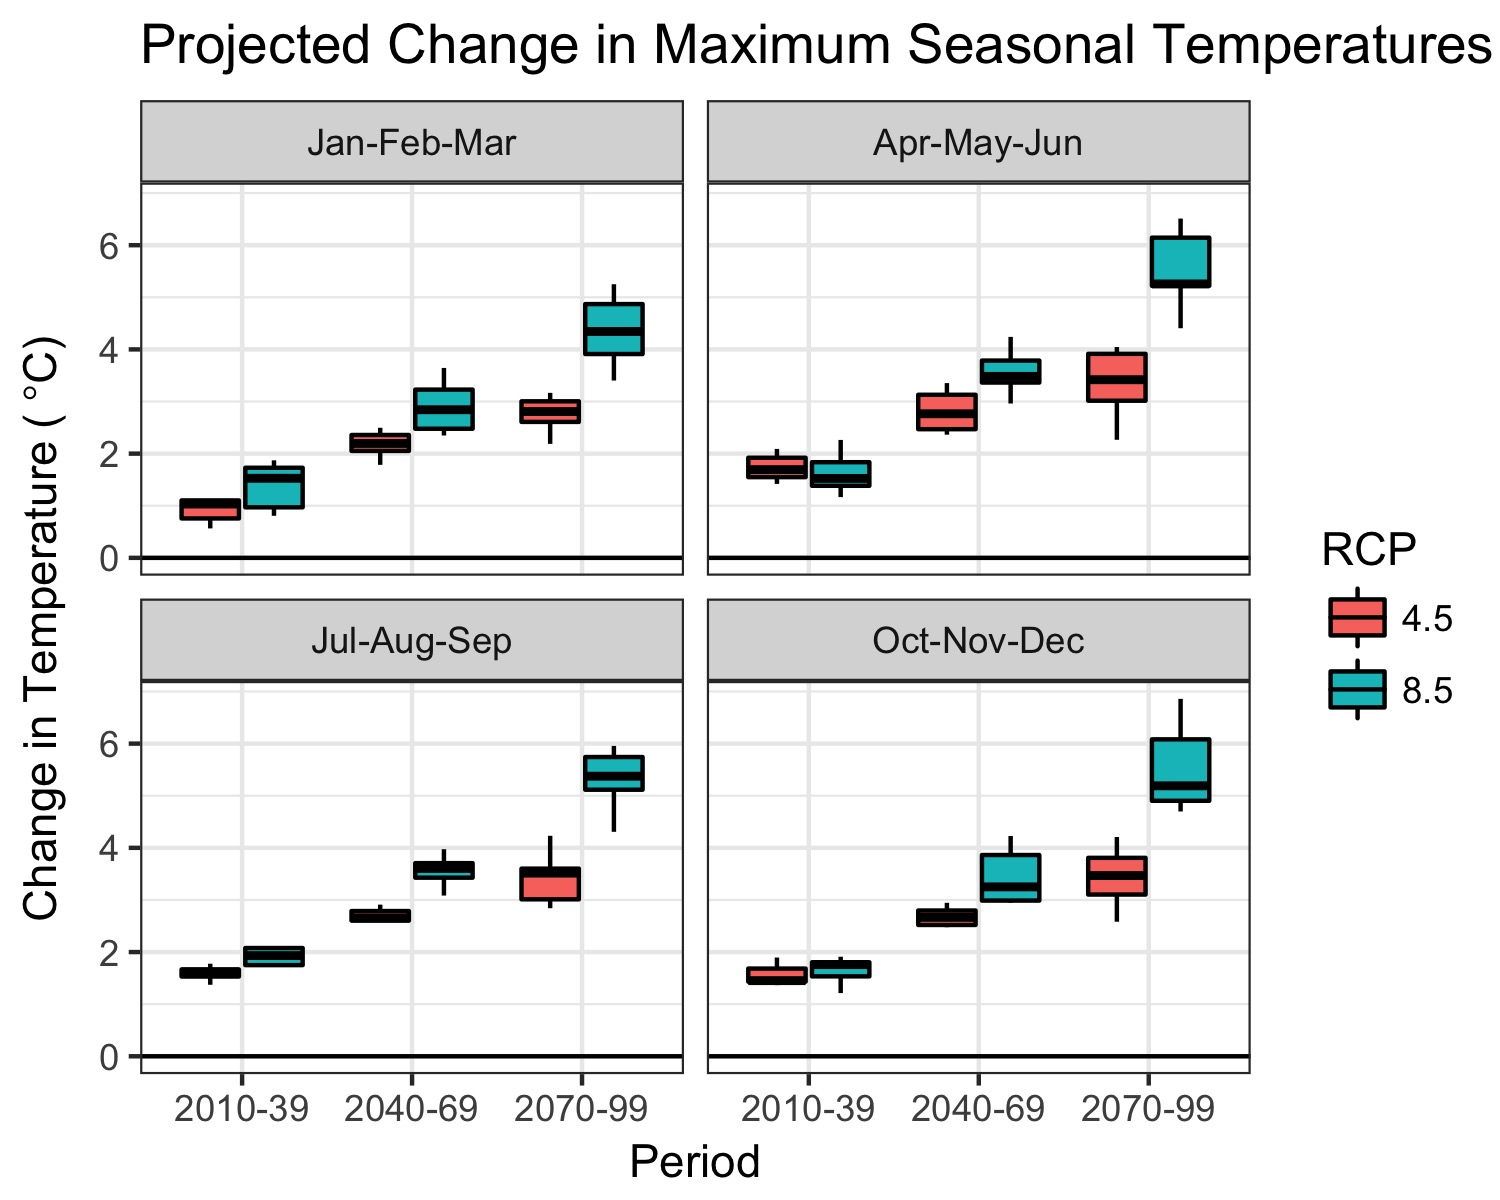 Projected Change in Maximum Seasonal Temperatures
Jan-Feb-Mar
Apr-May-Jun
6
4
2
0
Jul-Aug-Sep
Oct-Nov-Dec
6
4
2
0
2010-39 2040-69 2070-99
2010-39 2040-69 2070-99
Period
Change in Temperature ( °C)
RCP
4.5
8.5